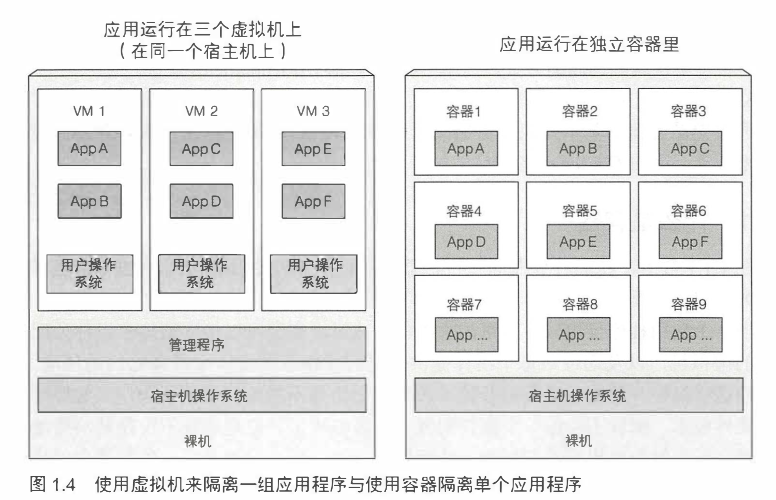 应用运行在三个虚拟机上
（在同一个宿主机上）
VM 1
VM 2
VM 3
App A
App C
App E
App B
App D
App F
用户操作
系统
用户操作
系统
用户操作
系统
管理程序
宿主机操作系统
裸机
应用运行在独立容器里
容器1
容器2
容器3
App A
App B
App C
容器4
容器5
容器6
App D
App E
App F
容器7
容器8
容器9
App ...
App ...
App ...
宿主机操作系统
裸机
图 1.4 使用虚拟机来隔离一组应用程序与使用容器隔离单个应用程序